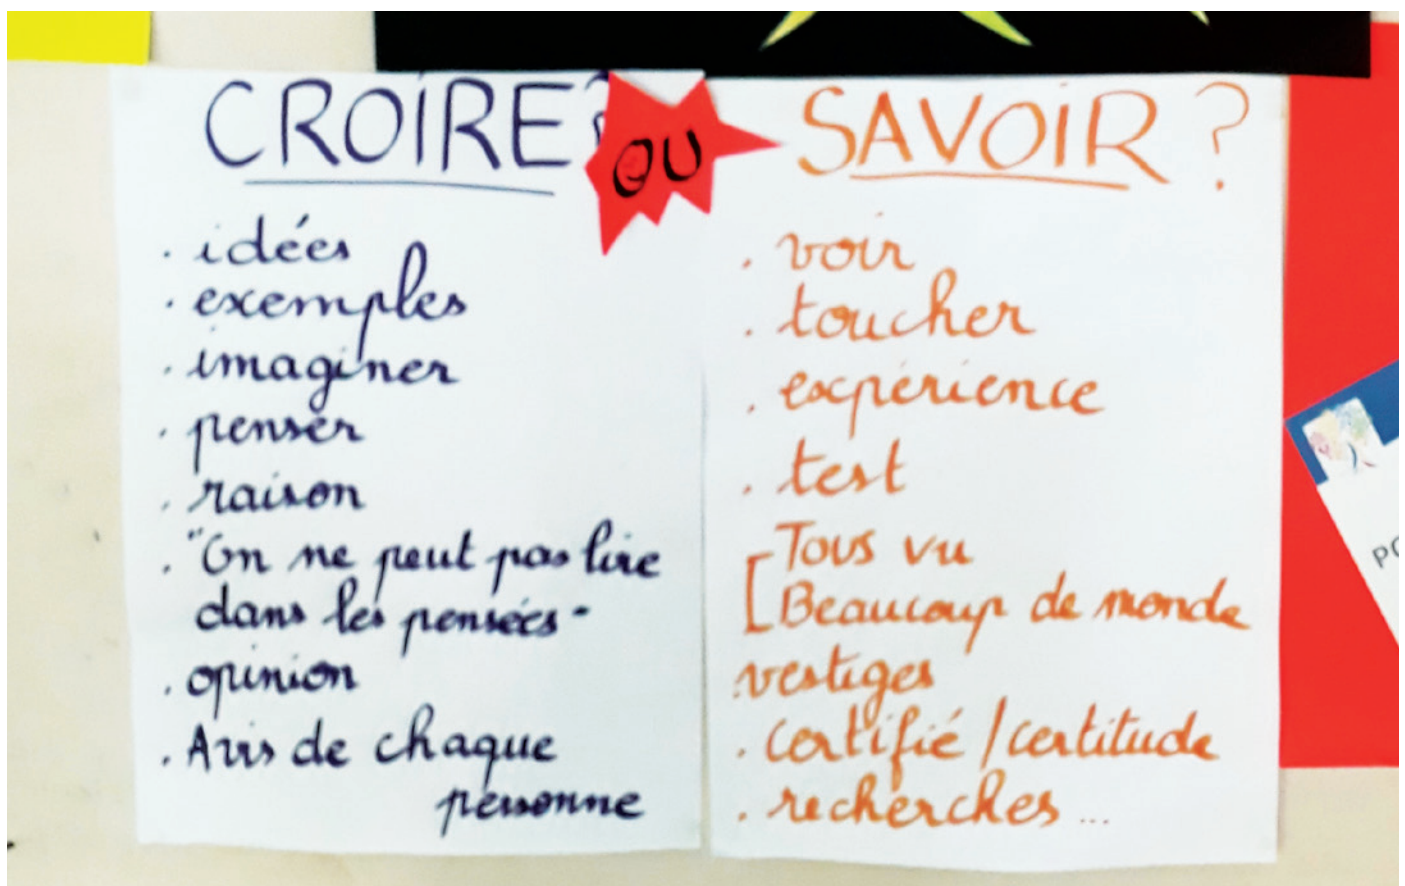 CROIRE ?
OU
SAVOIR ?
. idées
. exemples
. imaginer
. penser
. raison
. "On ne peut pas lire
dans les pensées"
. opinion
. Avis de chaque
personne
. voir
. toucher
. expérience
. test
[ Tous vu
Beaucoup de monde
. vestiges
. certifié / certitude
. recherches ...